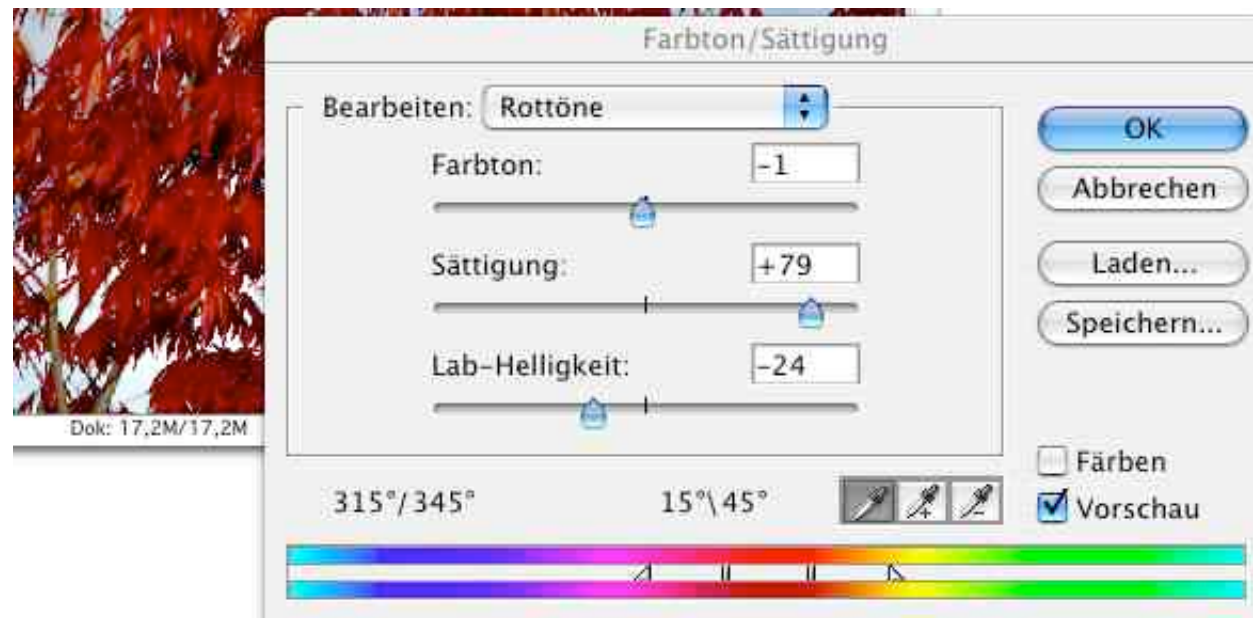 Farbton/Sättigung
Bearbeiten: Rottöne
OK
Farbton: -1
Abbrechen
Sättigung: +79
Laden...
Speichern...
Lab-Helligkeit: -24
Dok: 17,2M/17,2M
Färben
315°/345° 15°\45°
Vorschau